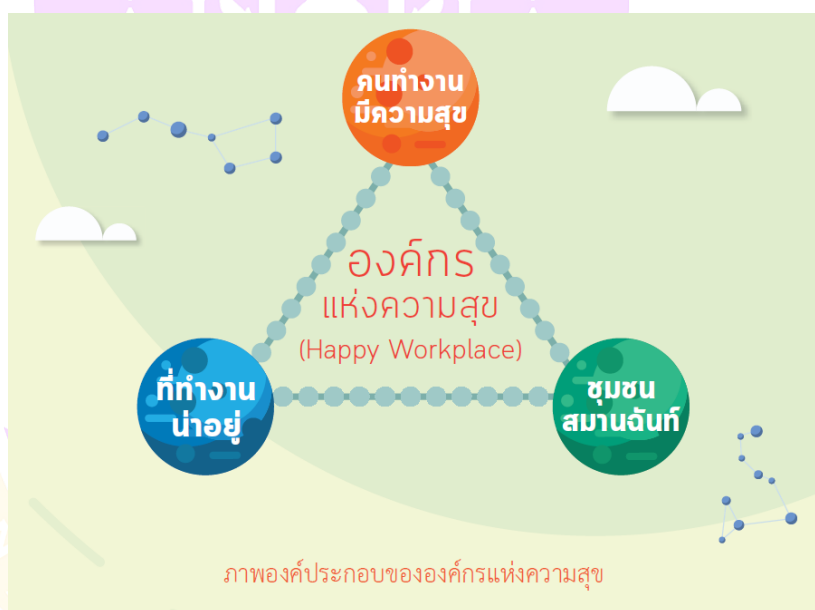 คนทำงาน
มีความสุข
องค์กร
แห่งความสุข
(Happy Workplace)
ที่ทำงาน
น่าอยู่
ชุมชน
สมานฉันท์
ภาพองค์ประกอบขององค์กรแห่งความสุข